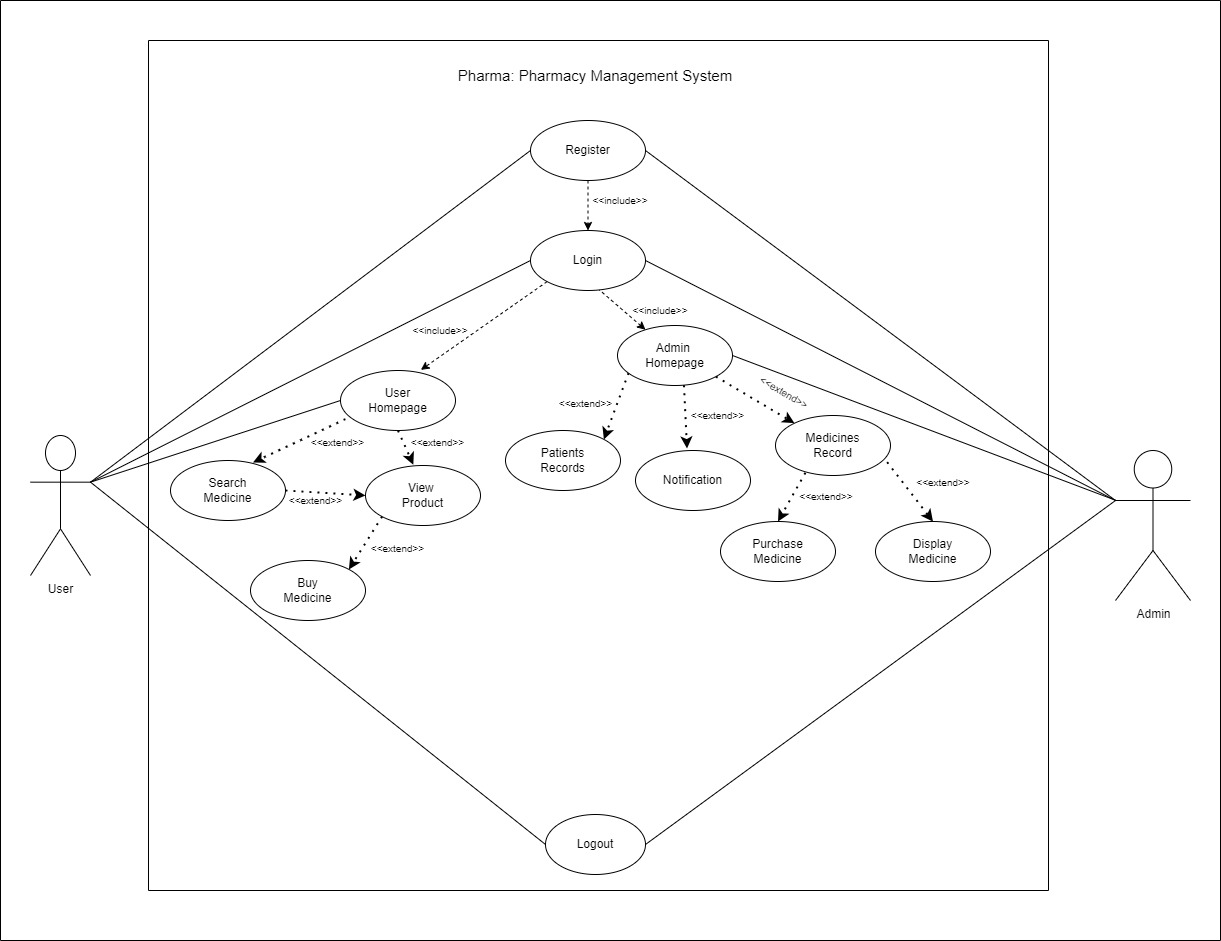 Pharma: Pharmacy Management System
Register
<<include>>
Login
<<include>>
<<include>>
Admin
Homepage
User
Homepage
<<extend>>
<<extend>>
<<extend>>
<<extend>>
<<extend>>
Medicines
Record
Patients
Records
Notification
Search
Medicine
<<extend>>
View
Product
<<extend>>
<<extend>>
<<extend>>
Purchase
Medicine
Display
Medicine
Buy
Medicine
User
Admin
Logout